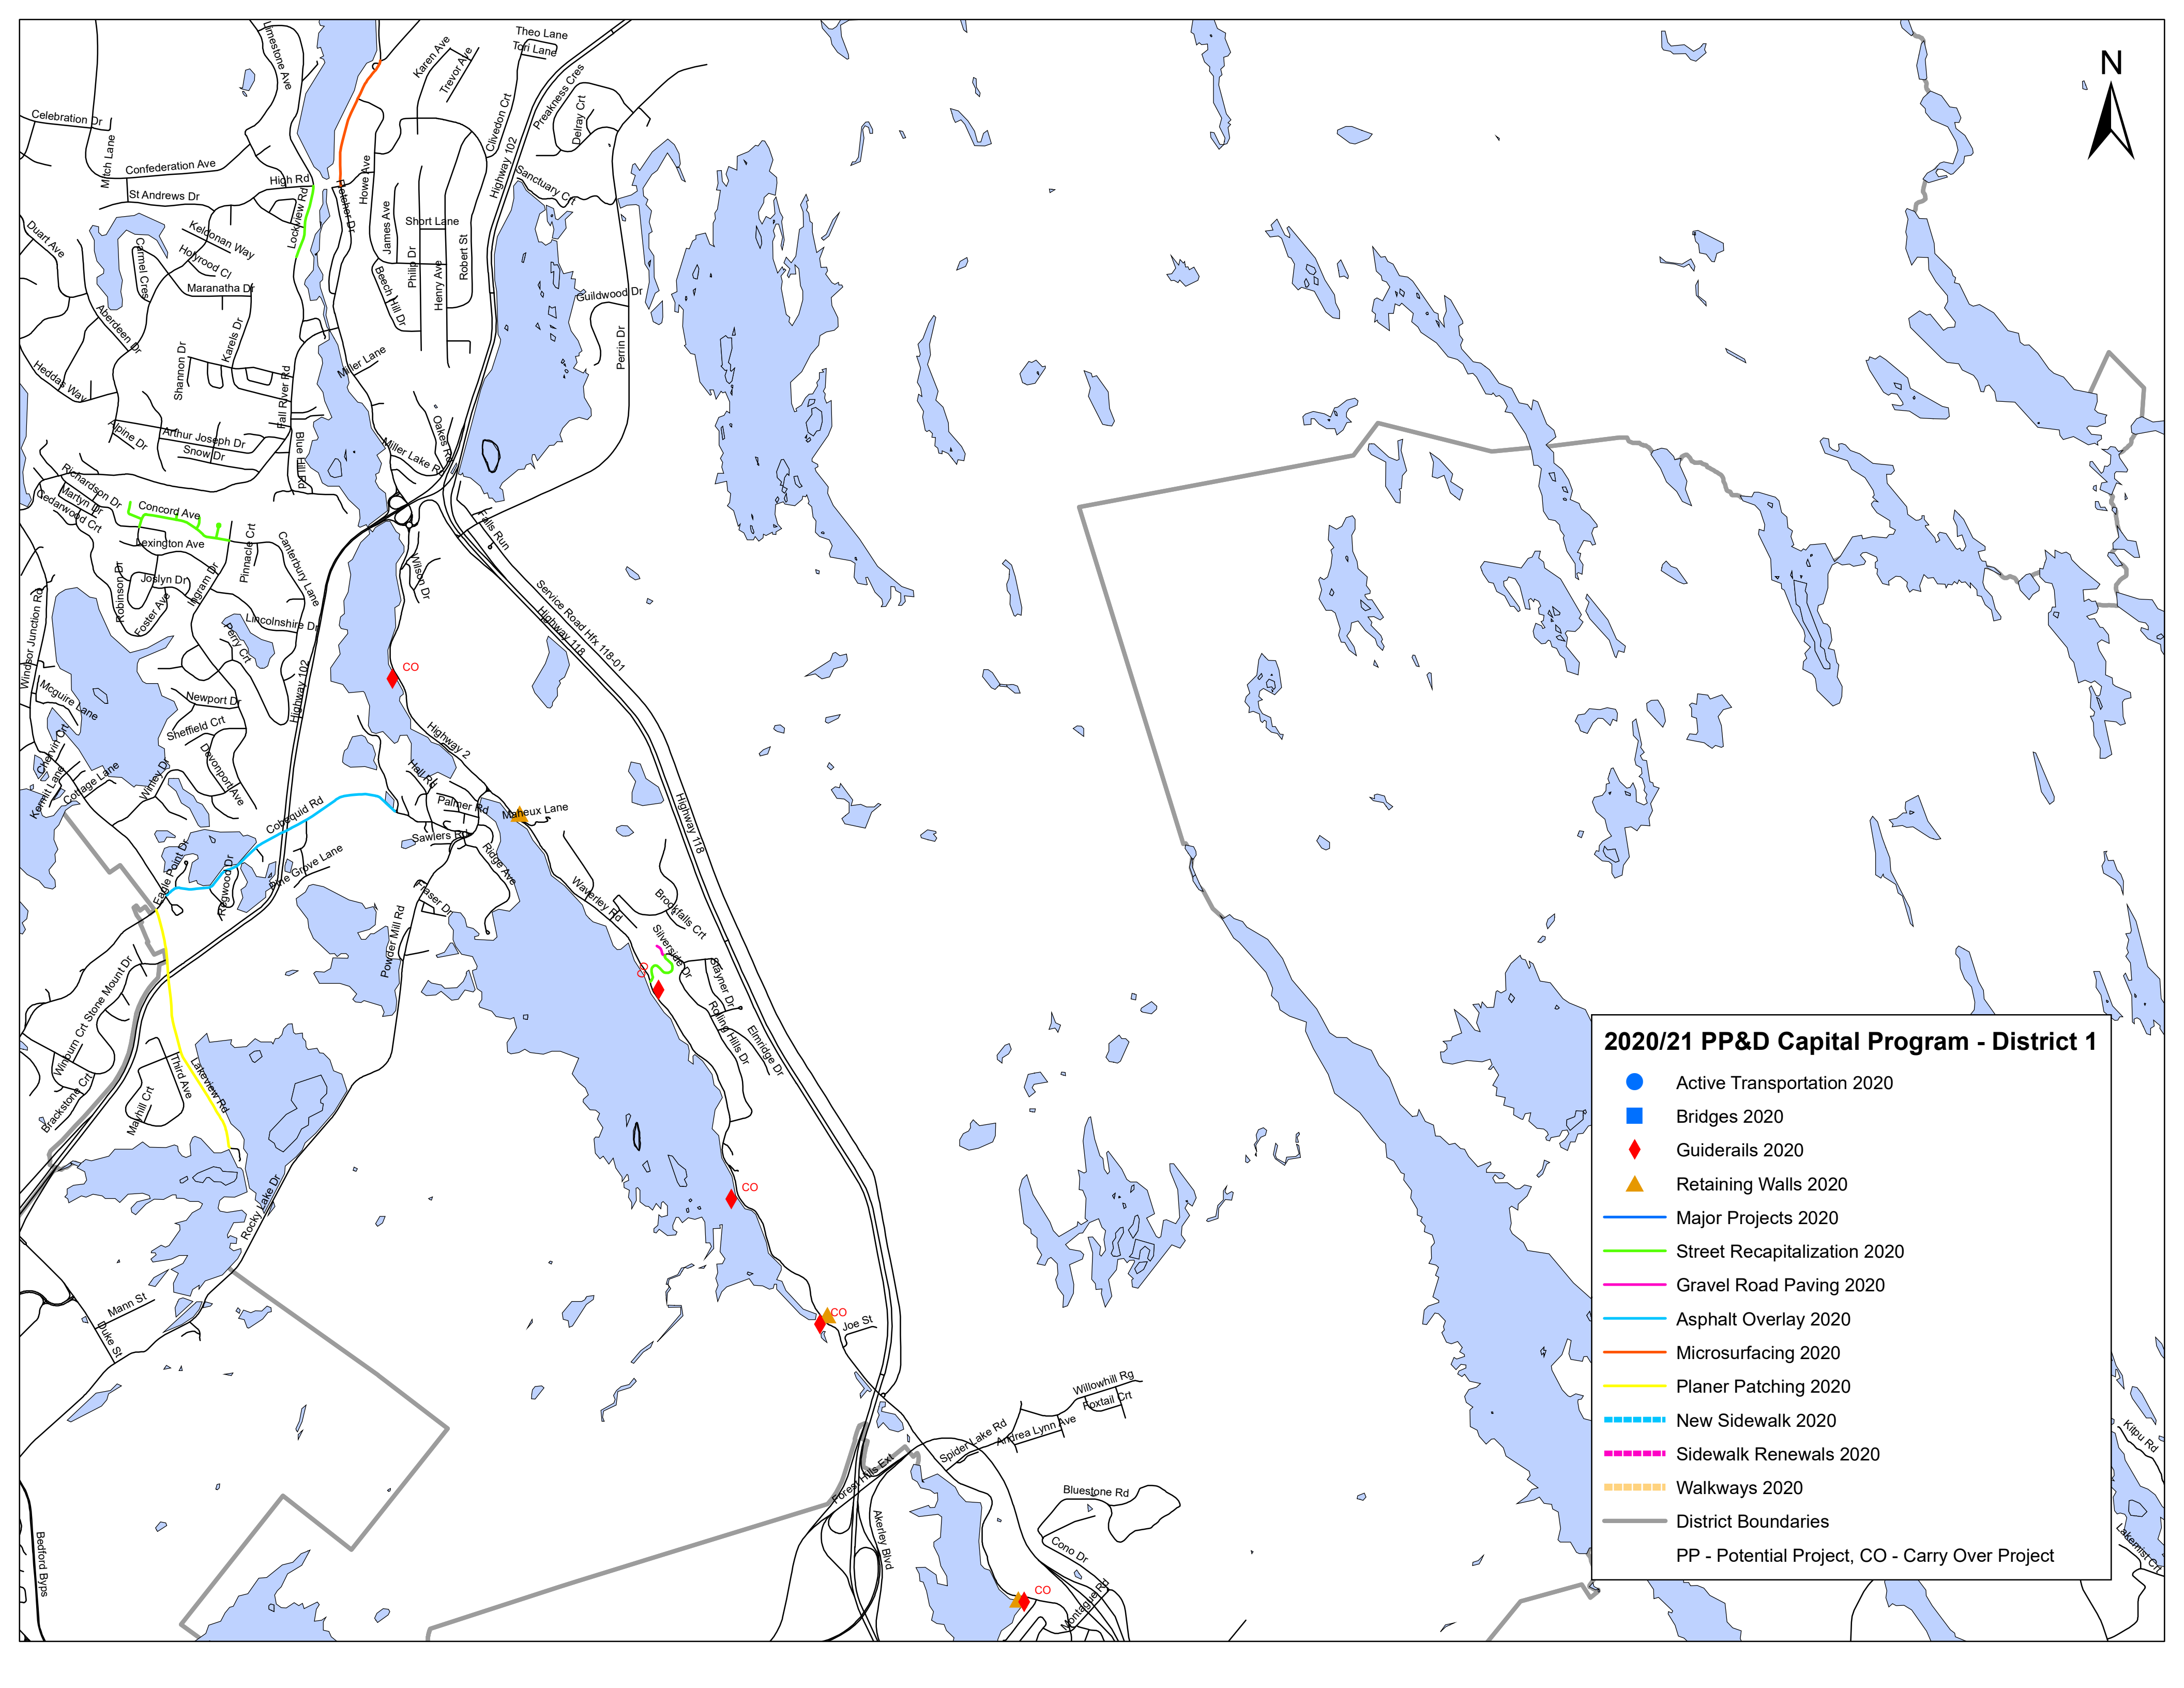 N
Theo Lane
Tori Lane
Limestone Ave
Karen Ave
Trevor Ave
Preakness Cres
Delray Crt
Clivedon Crt
Highway 102
Celebration Dr
Mitch Lane
Confederation Ave
High Rd
St Andrews Dr
Lockview Rd
Fletcher Dr
Howe Ave
Sanctuary Crt
James Ave
Short Lane
Robert St
Philip Dr
Henry Ave
Beech Hill Dr
Duart Ave
Keldonan Way
Holyrood Cl
Carmel Cres
Maranatha Dr
Guildwood Dr
Perrin Dr
Aberdeen Dr
Karels Dr
Shannon Dr
Miller Lane
Heddas Way
Fall River Rd
Alpine Dr
Arthur Joseph Dr
Snow Dr
Blue Hill Rd
Oakes Rd
Miller Lake Rd
Richardson Dr
Martyn Dr
Cedarwood Crt
Concord Ave
Lexington Ave
Pinnacle Crt
Canterbury Lane
Falls Run
Wilson Dr
Service Road Hfx 118-01
Highway 118
Joslyn Dr
Robinson Dr
Foster Ave
Ingram Dr
Lincolnshire Dr
Perry Crt
Windsor Junction Rd
Highway 102
CO
Mcguire Lane
Newport Dr
Sheffield Crt
Devonport Ave
Highway 2
Chervin Crt
Kermit Lane
Cottage Lane
Winley Dr
Hall Rd
Palmer Rd
Maheux Lane
Sawlers Rd
Highway 118
Cobequid Rd
Eagle Point Dr
Rogwood Dr
Pine Grove Lane
Ridge Ave
Fraser Dr
Waverley Rd
Brookfalls Crt
Powder Mill Rd
Silverside Dr
CO
Stayner Dr
Stone Mount Dr
Winburn Crt
Rolling Hills Dr
Elmridge Dr
Brackstone Crt
Mayhill Crt
Third Ave
Lakeview Rd
CO
Rocky Lake Dr
CO
Joe St
Mann St
Duke St
Willowhill Rg
Foxtail Crt
Andrea Lynn Ave
Spider Lake Rd
Forest Hills Ext
Bluestone Rd
Akerley Blvd
Cono Dr
Bedford Byps
CO
Montague Rd
2020/21 PP&D Capital Program - District 1
Active Transportation 2020
Bridges 2020
Guiderails 2020
Retaining Walls 2020
Major Projects 2020
Street Recapitalization 2020
Gravel Road Paving 2020
Asphalt Overlay 2020
Microsurfacing 2020
Planer Patching 2020
New Sidewalk 2020
Sidewalk Renewals 2020
Walkways 2020
District Boundaries
PP - Potential Project, CO - Carry Over Project
Kilpu Rd
Lakemist Crt